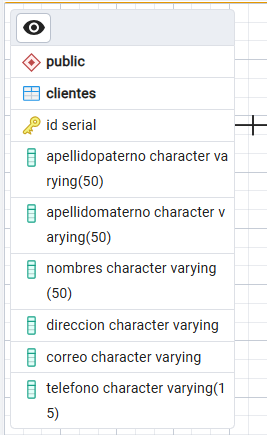 public
clientes
id serial
apellidopaterno character va
rying(50)
apellidomaterno character v
arying(50)
nombres character varying
(50)
direccion character varying
correo character varying
telefono character varying(1
5)